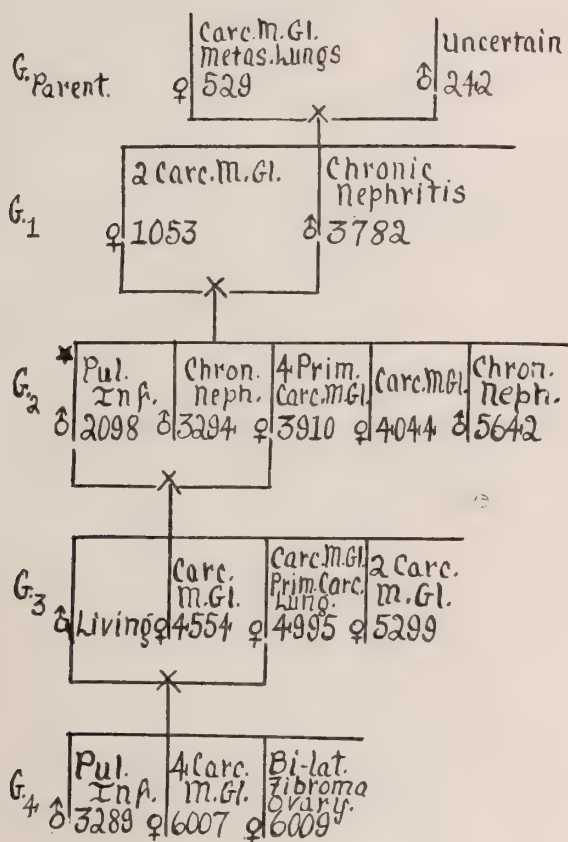 G. Parent.
Carc. M. Gl.
Metas. Lungs
♀ 529
Uncertain
♂ 242
G.1
2 Carc. M. Gl.
♀ 1053
Chronic
Nephritis
♂ 3782
G.2
Pul.
Inf.
♂ 2098
Chron.
Neph.
♂ 3294
4 Prim.
Carc. M. Gl.
♀ 3910
Carc. M. Gl.
♀ 4044
Chron.
Neph.
♂ 5642
G.3
♂ Living
Carc.
M. Gl.
♀ 4554
Carc. M. Gl.
Prim. Carc.
Lung.
♀ 4995
2 Carc.
M. Gl.
♀ 5299
G.4
Pul.
Inf.
♂ 3289
4 Carc.
M. Gl.
♀ 6007
Bi-lat.
Fibroma
Ovary.
♀ 6009